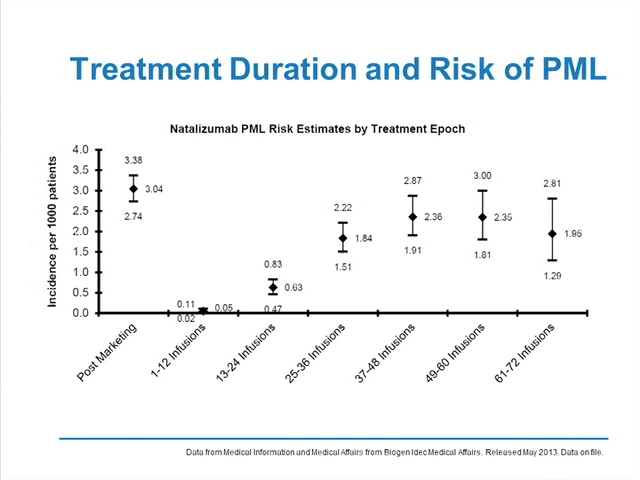 Treatment Duration and Risk of PML
Natalizumab PML Risk Estimates by Treatment Epoch
Incidence per 1000 patients
4.0
3.5
3.0
2.5
2.0
1.5
1.0
0.5
0.0
3.38
3.04
2.74
0.11
0.05
0.02
0.83
0.63
0.47
2.22
1.84
1.51
2.87
2.36
1.91
3.00
2.35
1.81
2.81
1.95
1.29
Post Marketing
1-12 Infusions
13-24 Infusions
25-36 Infusions
37-48 Infusions
49-60 Infusions
61-72 Infusions
Data from Medical Information and Medical Affairs from Biogen Idec Medical Affairs. Released May 2013. Data on file.